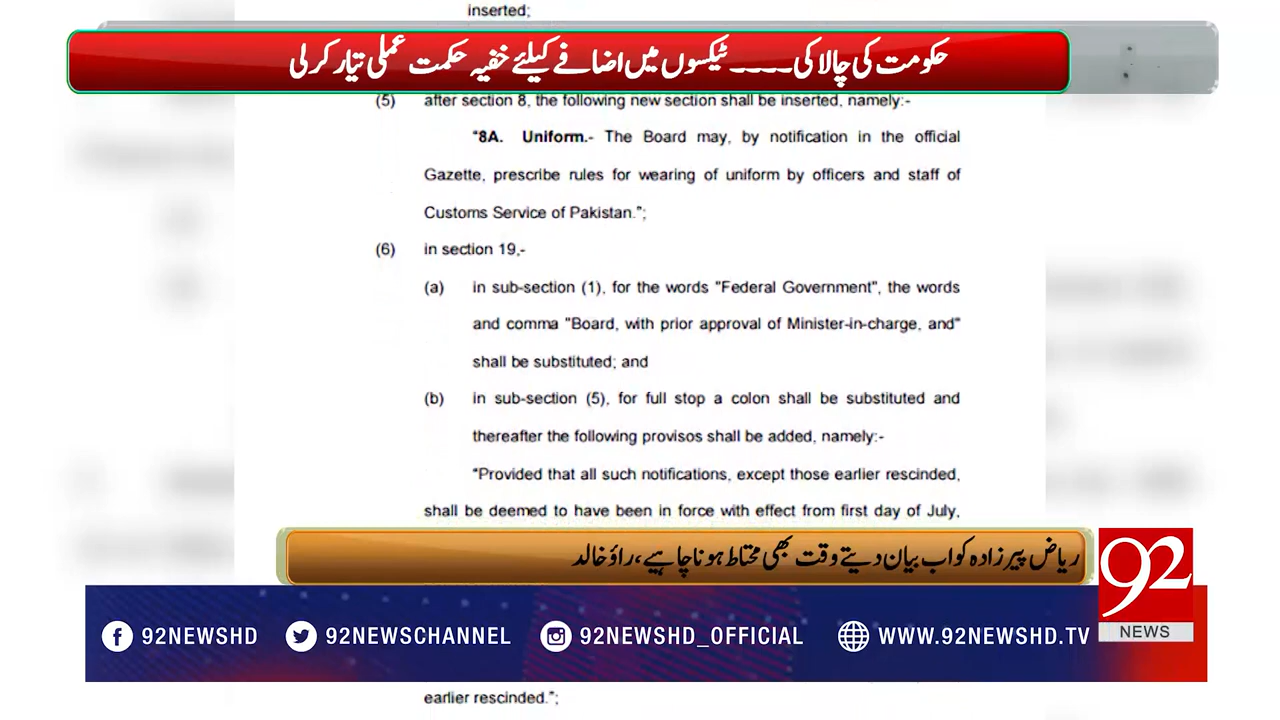 inserted;
حکومت کی چالاکی ---- ٹیکسوں میں اضافے کیلئے خفیہ حکمت عملی تیار کرلی
(5) after section 8, the following new section shall be inserted, namely:-
"8A. Uniform.- The Board may, by notification in the official
Gazette, prescribe rules for wearing of uniform by officers and staff of
Customs Service of Pakistan.";
(6) in section 19,-
(a) in sub-section (1), for the words "Federal Government", the words
and comma "Board, with prior approval of Minister-in-charge, and"
shall be substituted; and
(b) in sub-section (5), for full stop a colon shall be substituted and
thereafter the following provisos shall be added, namely:-
"Provided that all such notifications, except those earlier rescinded,
shall be deemed to have been in force with effect from first day of July,
ریاض پیرزادہ کو اب بیان دیتے وقت بھی محتاط ہونا چاہیے، راؤ خالد
92
NEWS
92NEWSHD 92NEWSCHANNEL 92NEWSHD_OFFICIAL WWW.92NEWSHD.TV
earlier rescinded.";